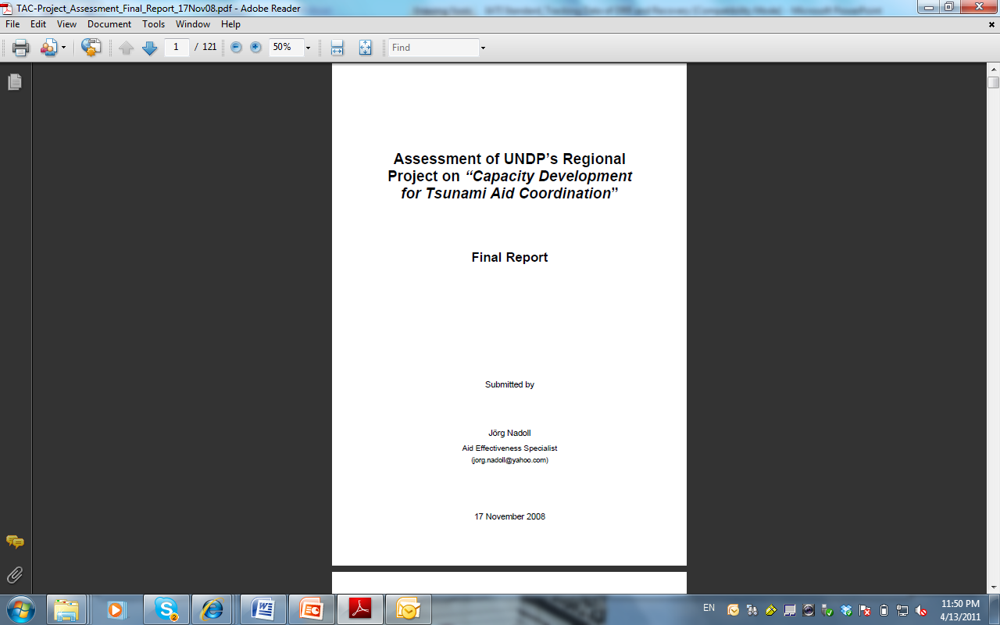 TAC-Project_Assessment_Final_Report_17Nov08.pdf - Adobe Reader
File Edit View Document Tools Window Help
1 / 121 50% Find
Assessment of UNDP’s Regional
Project on “Capacity Development
for Tsunami Aid Coordination”
Final Report
Submitted by
Jörg Nadoll
Aid Effectiveness Specialist
(jorg.nadoll@yahoo.com)
17 November 2008
2
EN
11:50 PM
4/13/2011